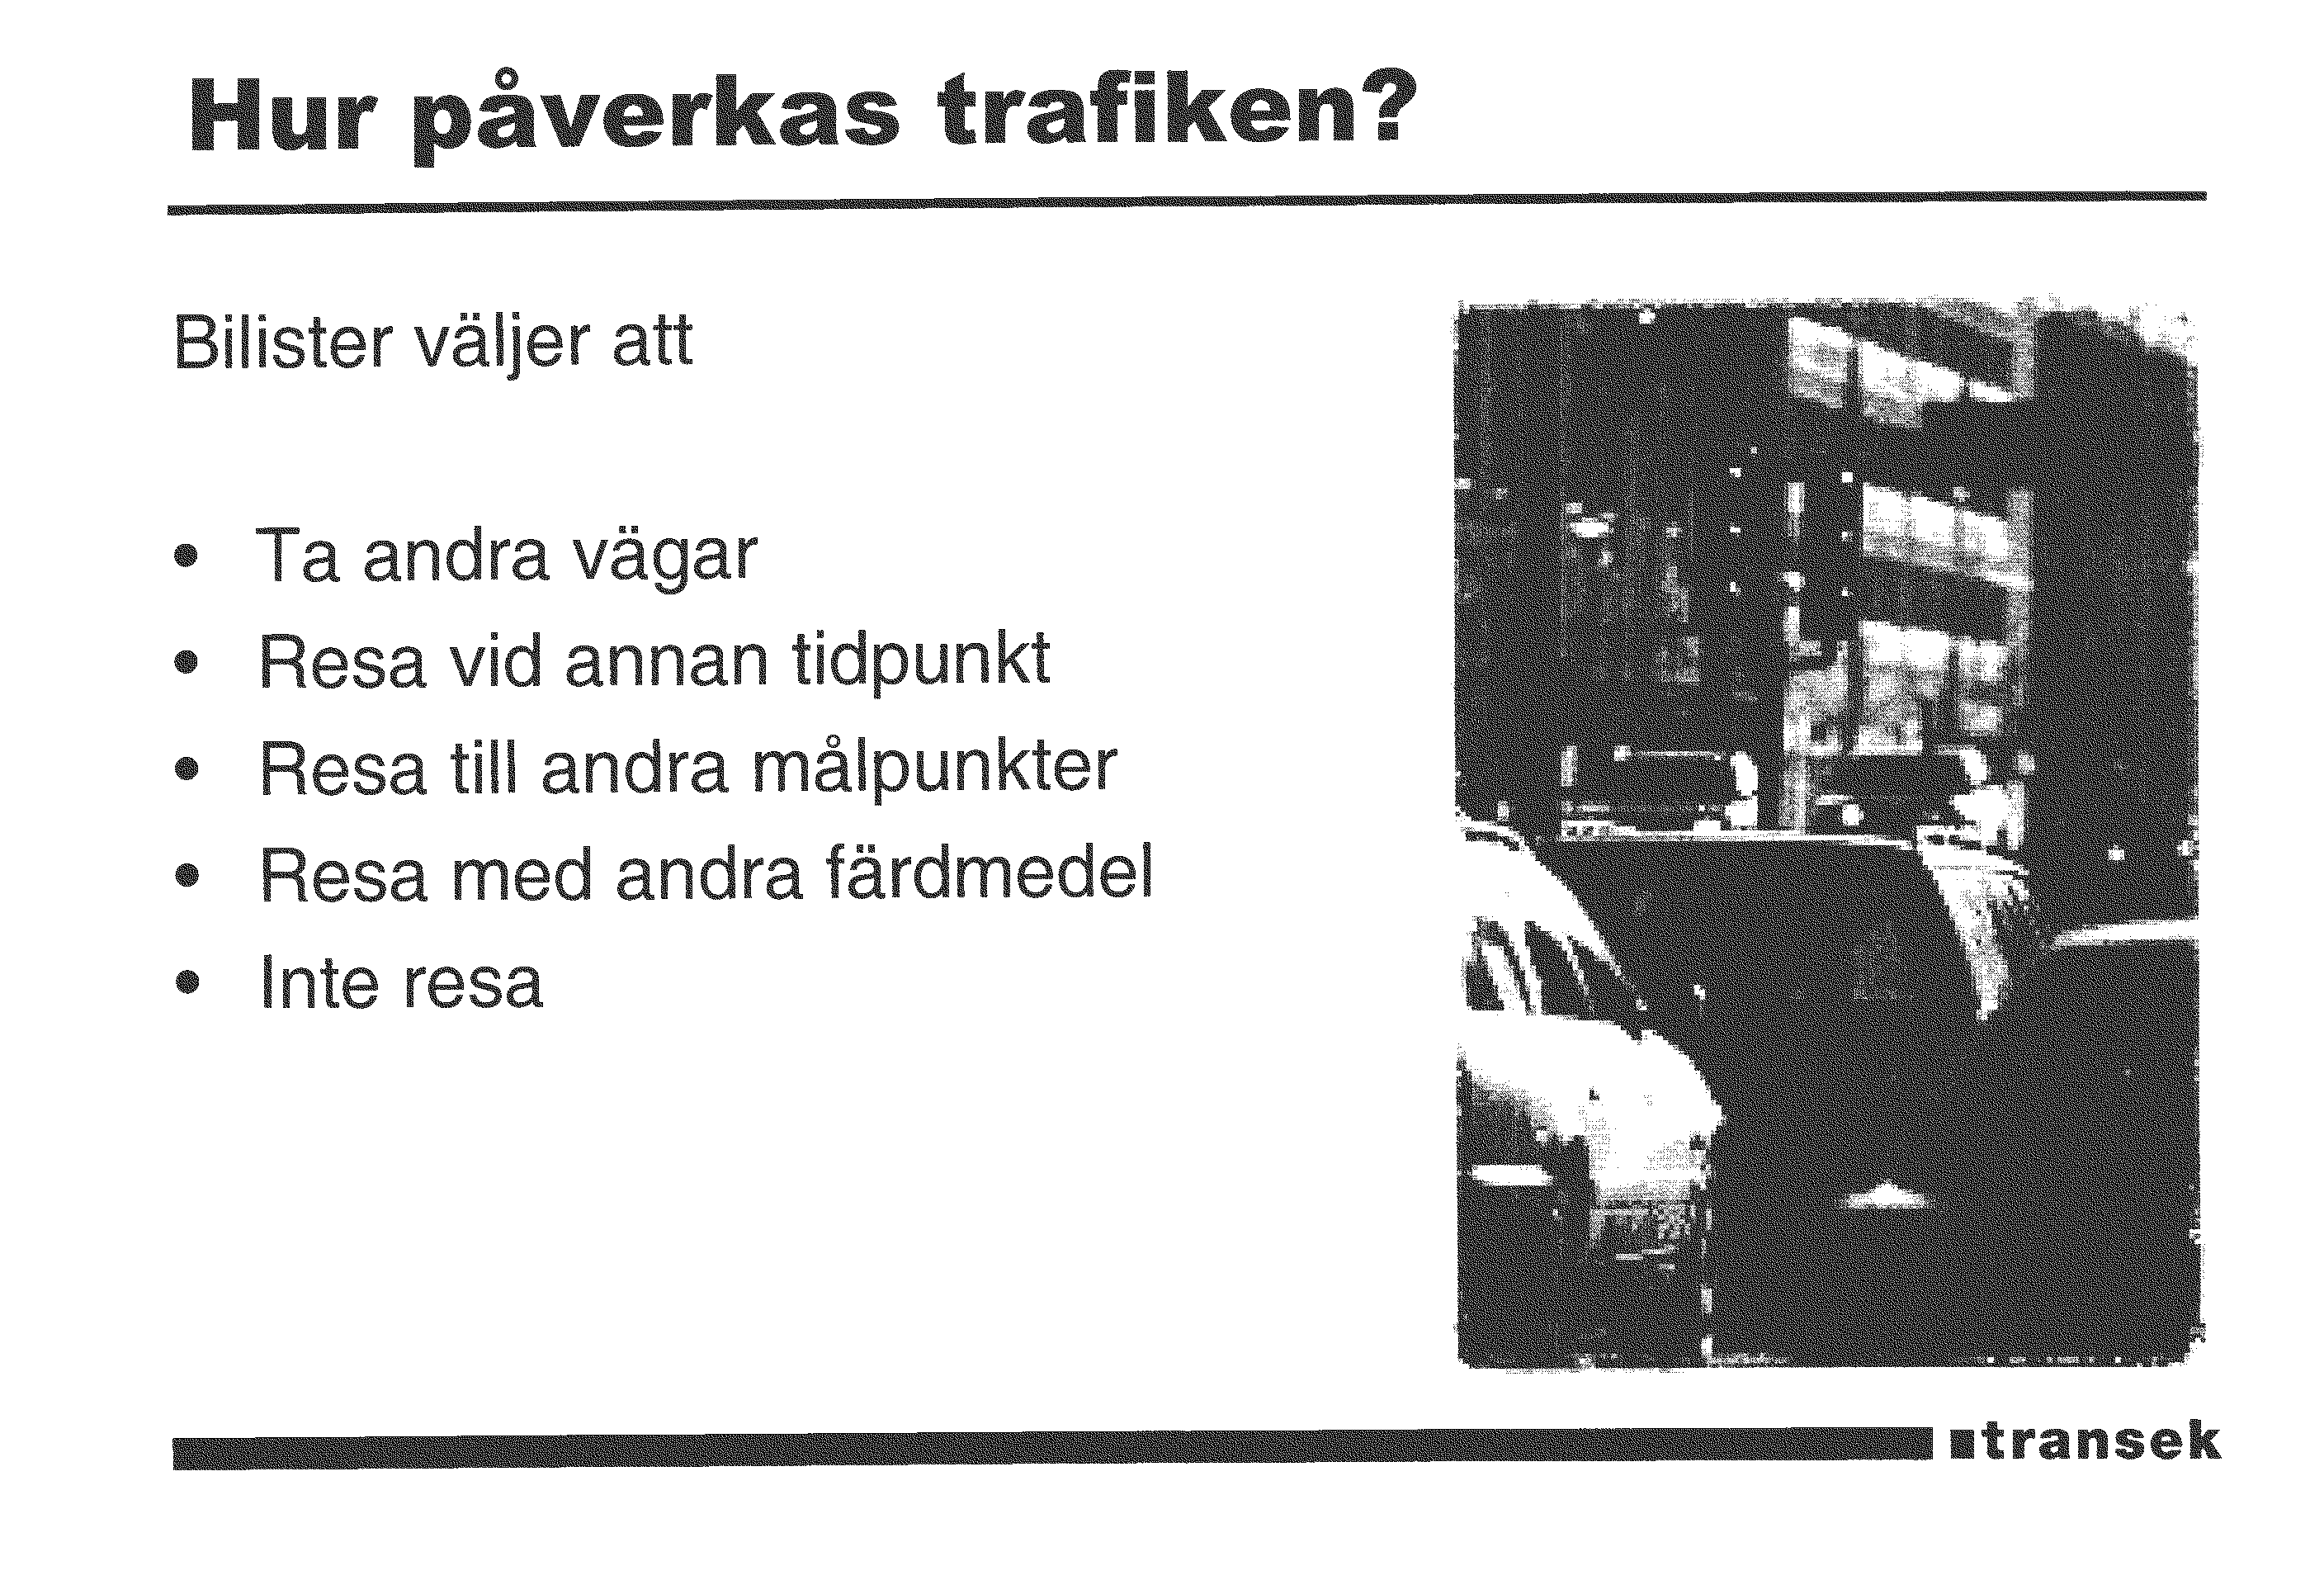 Hur påverkas trafiken?
Bilister väljer att
• Ta andra vägar
• Resa vid annan tidpunkt
• Resa till andra målpunkter
• Resa med andra färdmedel
• Inte resa
transek